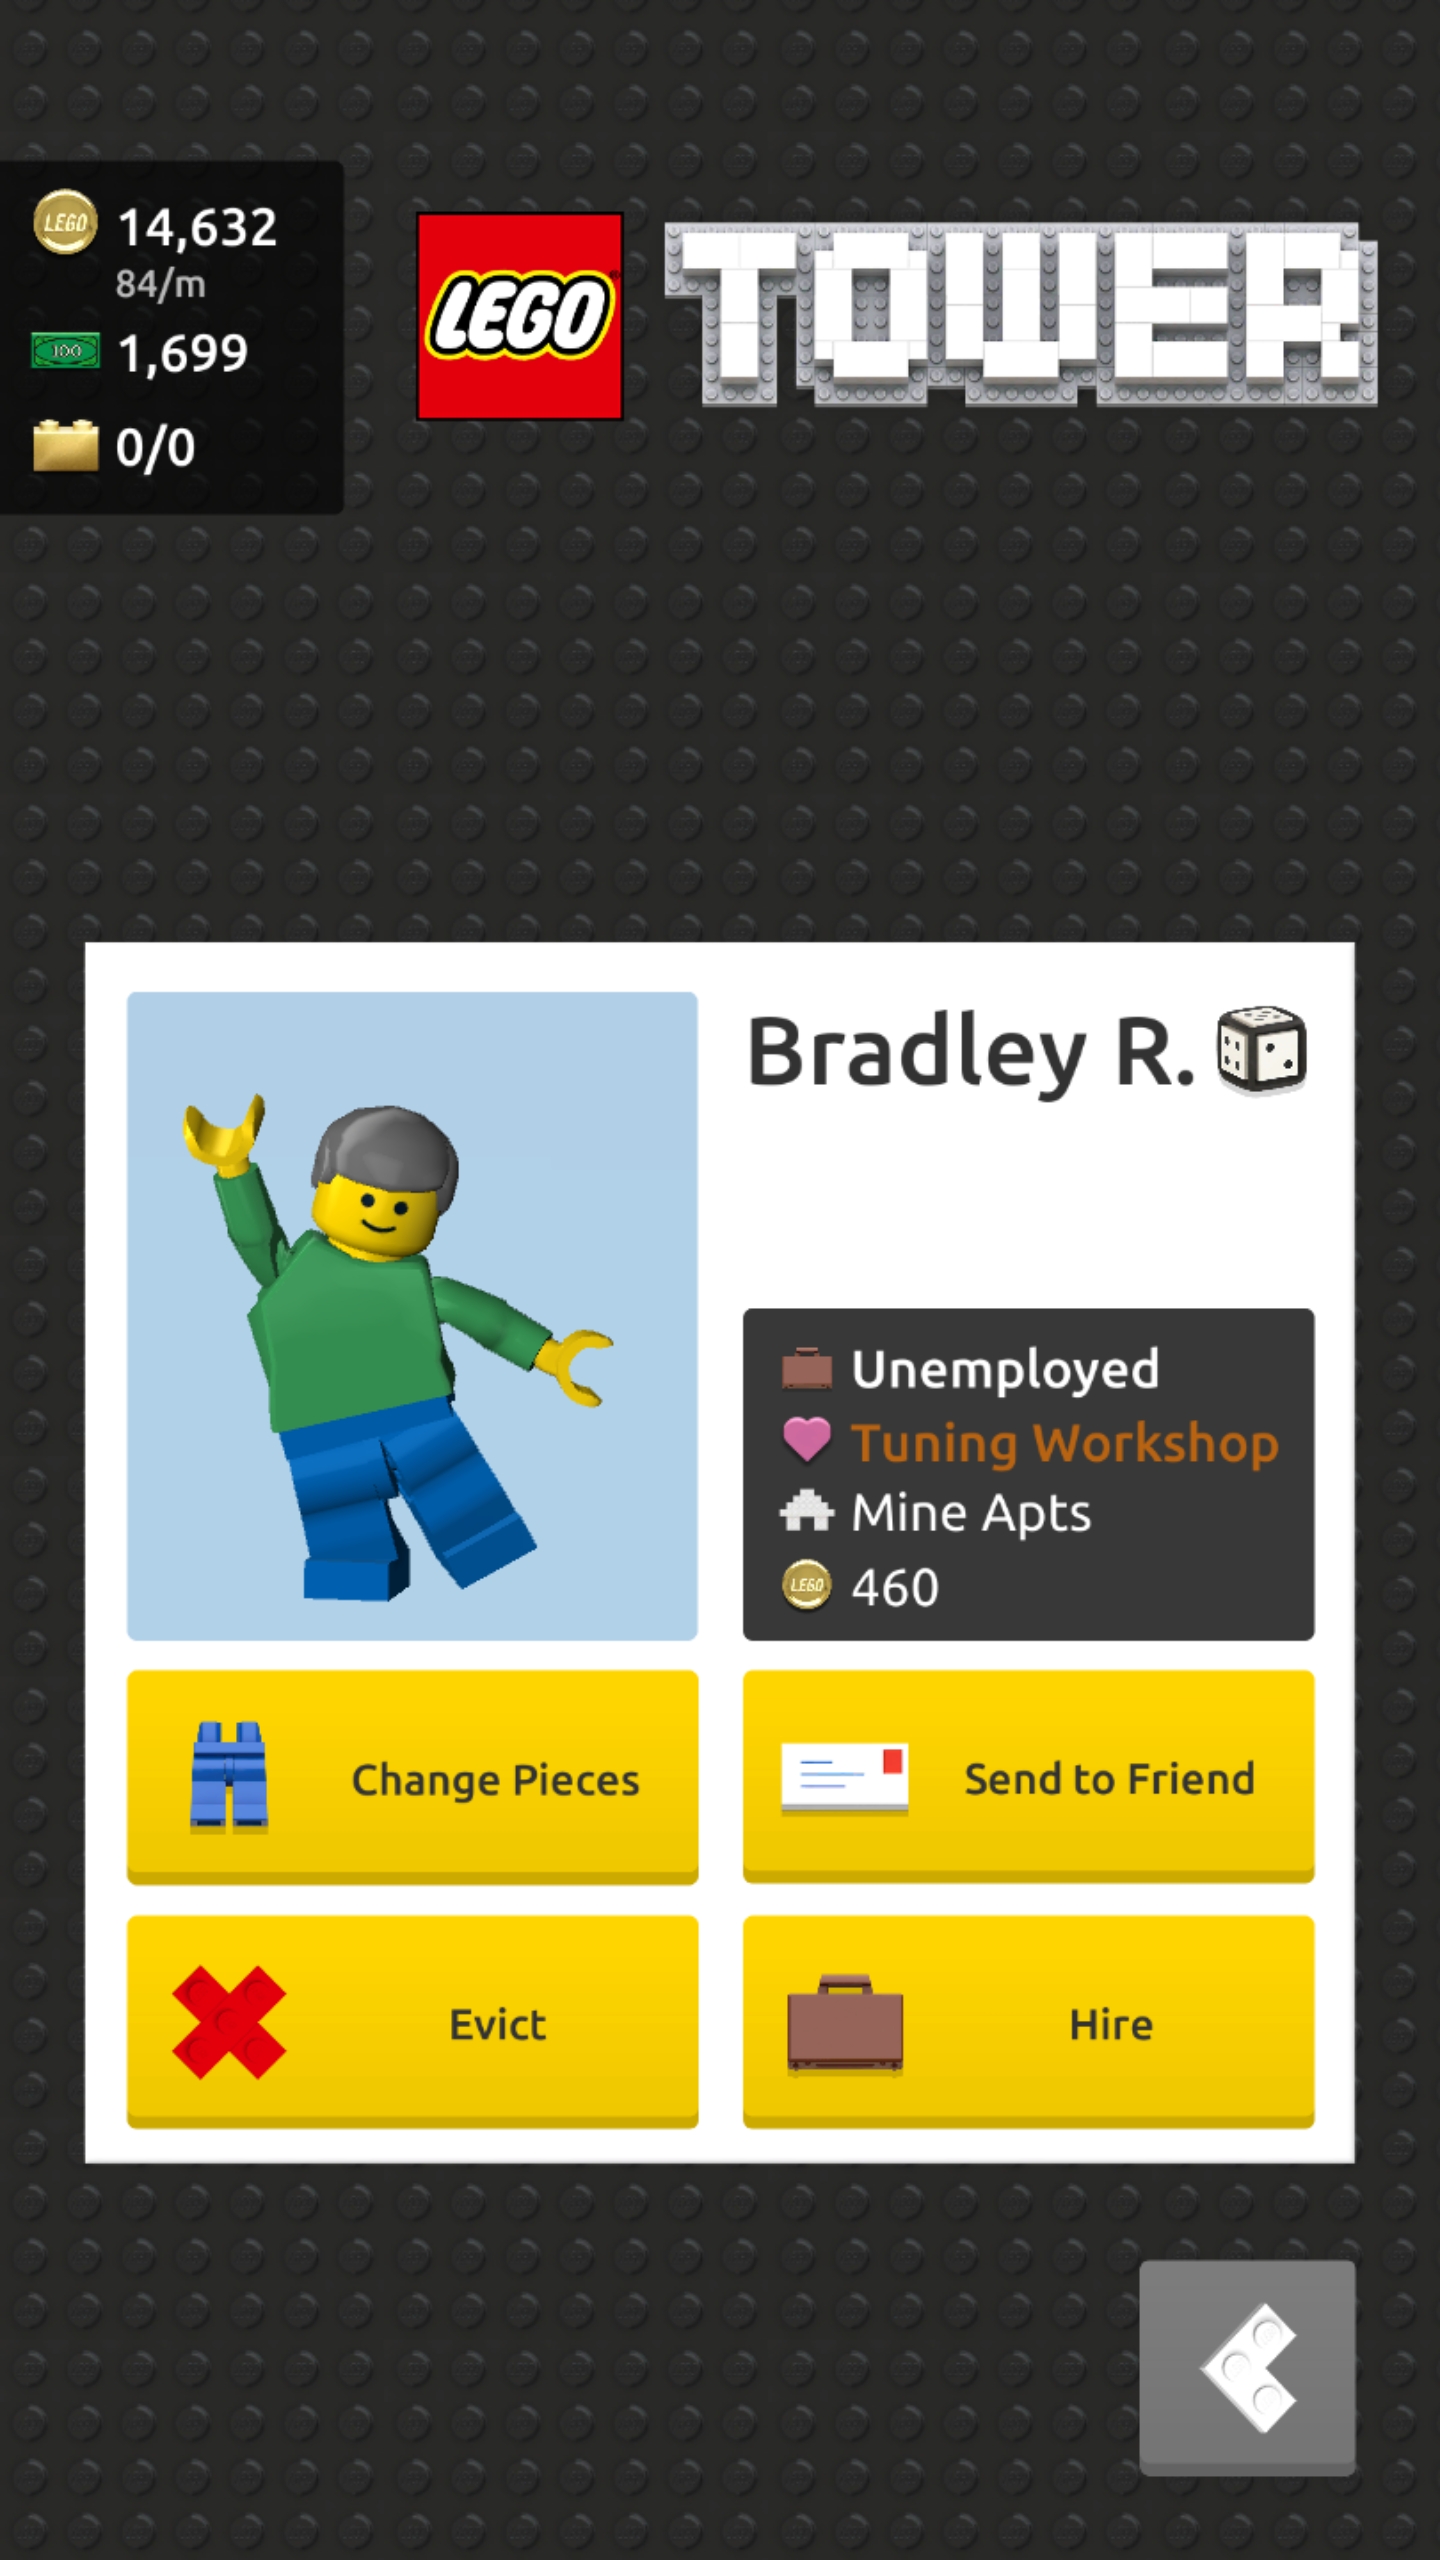 LEGO
14,632
84/m
100
1,699
0/0
LEGO
TOWER
Bradley R.
Unemployed
Tuning Workshop
Mine Apts
LEGO
460
Change Pieces
Send to Friend
Evict
Hire